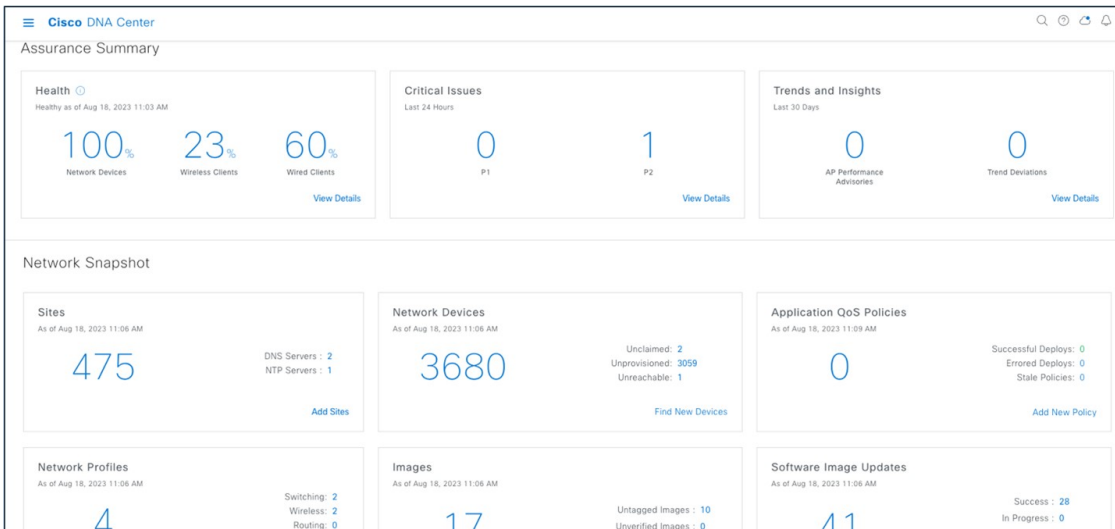 Cisco DNA Center
Assurance Summary
Health
Healthy as of Aug 18, 2023 11:03 AM
100% 23% 60%
Network Devices Wireless Clients Wired Clients
View Details
Critical Issues
Last 24 Hours
0 1
P1 P2
View Details
Trends and Insights
Last 30 Days
0 0
AP Performance
Advisories
Trend Deviations
View Details
Network Snapshot
Sites
As of Aug 18, 2023 11:06 AM
475
DNS Servers : 2
NTP Servers : 1
Add Sites
Network Devices
As of Aug 18, 2023 11:06 AM
3680
Unclaimed: 2
Unprovisioned: 3059
Unreachable: 1
Find New Devices
Application QoS Policies
As of Aug 18, 2023 11:09 AM
0
Successful Deploys: 0
Errored Deploys: 0
Stale Policies: 0
Add New Policy
Network Profiles
As of Aug 18, 2023 11:06 AM
4
Switching: 2
Wireless: 2
Routing: 0
Images
As of Aug 18, 2023 11:06 AM
17
Untagged Images : 10
Unverified Images : 0
Software Image Updates
As of Aug 18, 2023 11:06 AM
41
Success : 28
In Progress : 0